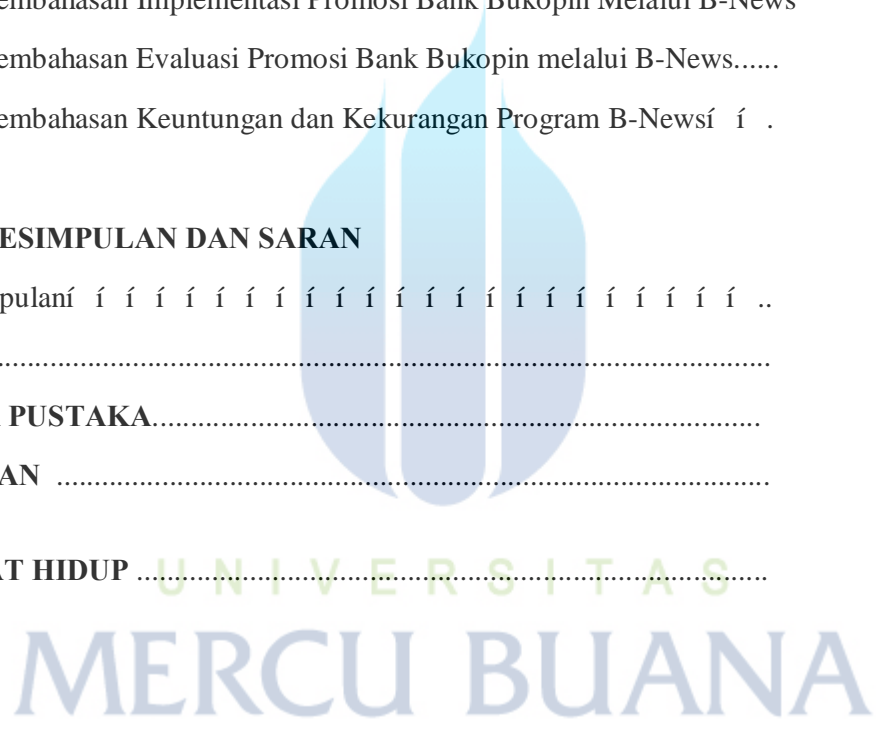 embahasan Implementasi Promosi Bank Bukopin Melalui B-News
embahasan Evaluasi Promosi Bank Bukopin melalui B-News......
embahasan Keuntungan dan Kekurangan Program B-Newsí í .
ESIMPULAN DAN SARAN
pulaní í í í í í í í í í í í í í í í í í í í í í í ..
..........................................................................................................
PUSTAKA.......................................................................................
AN ..............................................................................................
AT HIDUP ....................................................................................
UNIVERSITAS
MERCU BUANA